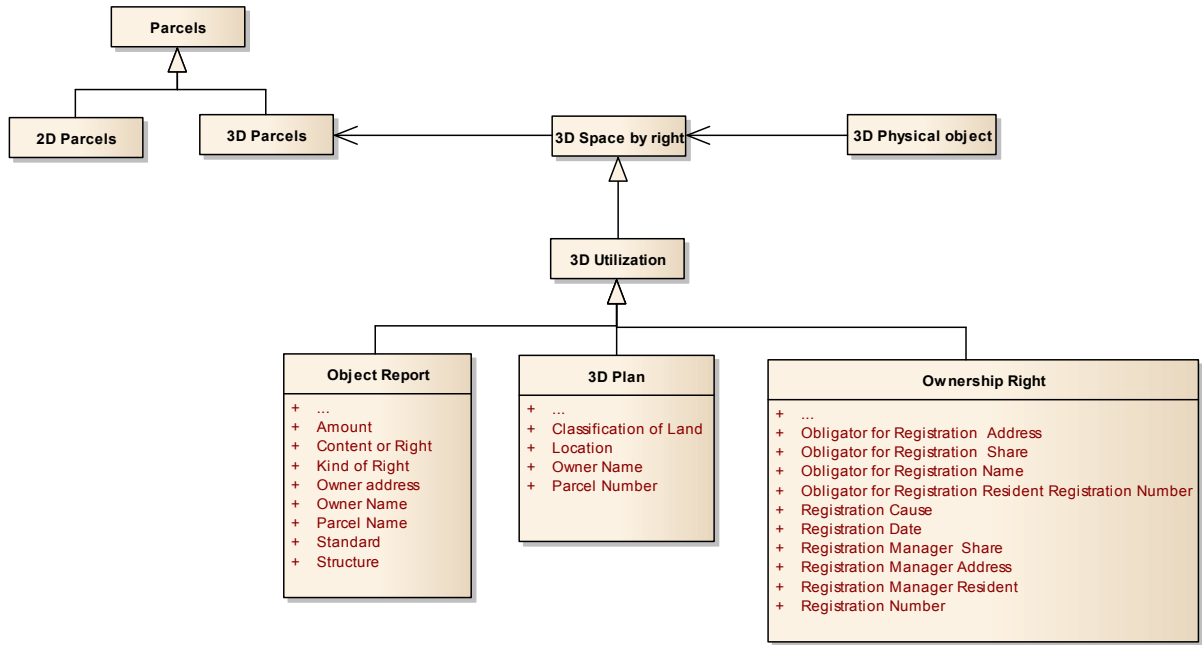 Parcels
2D Parcels
3D Parcels
3D Space by right
3D Physical object
3D Utilization
Object Report
+ ...
+ Amount
+ Content or Right
+ Kind of Right
+ Owner address
+ Owner Name
+ Parcel Name
+ Standard
+ Structure
3D Plan
+ ...
+ Classification of Land
+ Location
+ Owner Name
+ Parcel Number
Ownership Right
+ ...
+ Obligator for Registration Address
+ Obligator for Registration Share
+ Obligator for Registration Name
+ Obligator for Registration Resident Registration Number
+ Registration Cause
+ Registration Date
+ Registration Manager Share
+ Registration Manager Address
+ Registration Manager Resident
+ Registration Number